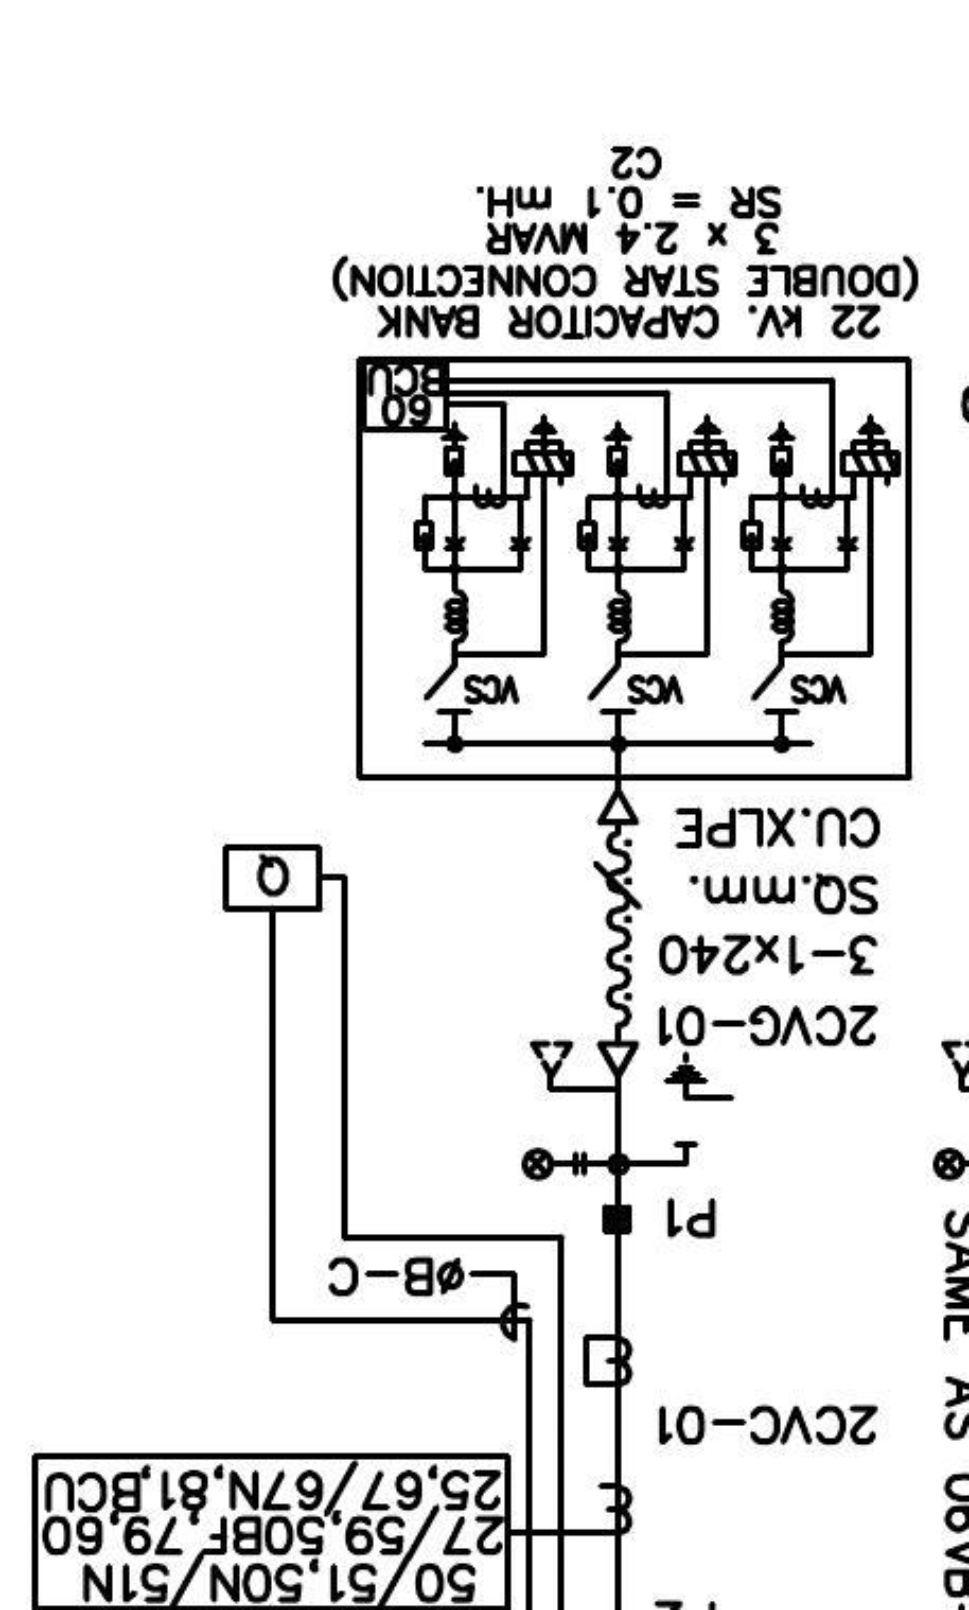 50/51,50N/51N
27/59,50BF,79,60
25,67/67N,81,BCU
2CVC-01
øB-C
P1
2CVG-01
3-1x240
SQ.mm.
CU.XLPE
Q
VCS
VCS
VCS
60
BCU
22 kV. CAPACITOR BANK
(DOUBLE STAR CONNECTION)
3 x 2.4 MVAR
SR = 0.1 mH.
C2
SAME AS